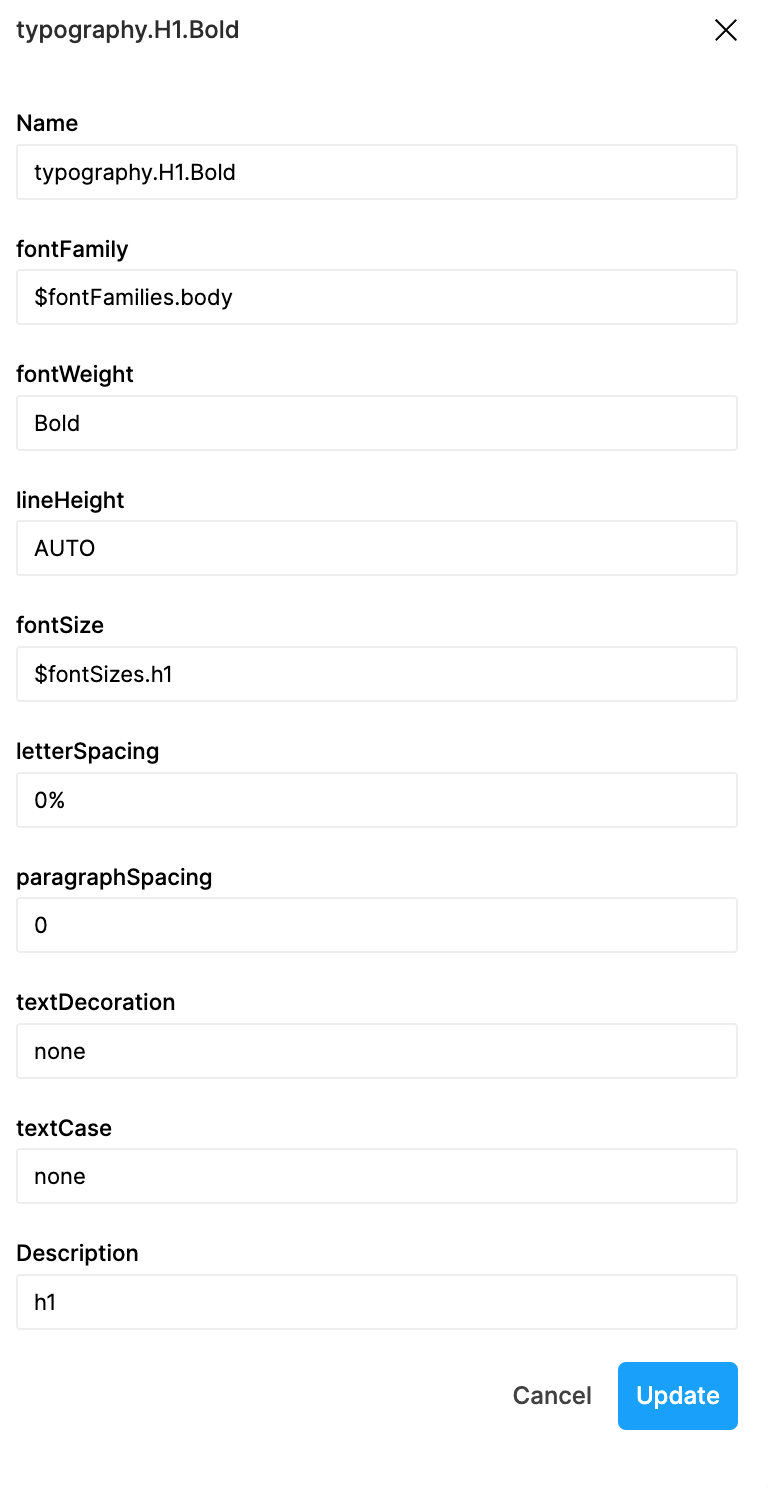 typography.H1.Bold
Name
typography.H1.Bold
fontFamily
$fontFamilies.body
fontWeight
Bold
lineHeight
AUTO
fontSize
$fontSizes.h1
letterSpacing
0%
paragraphSpacing
0
textDecoration
none
textCase
none
Description
h1
Cancel Update